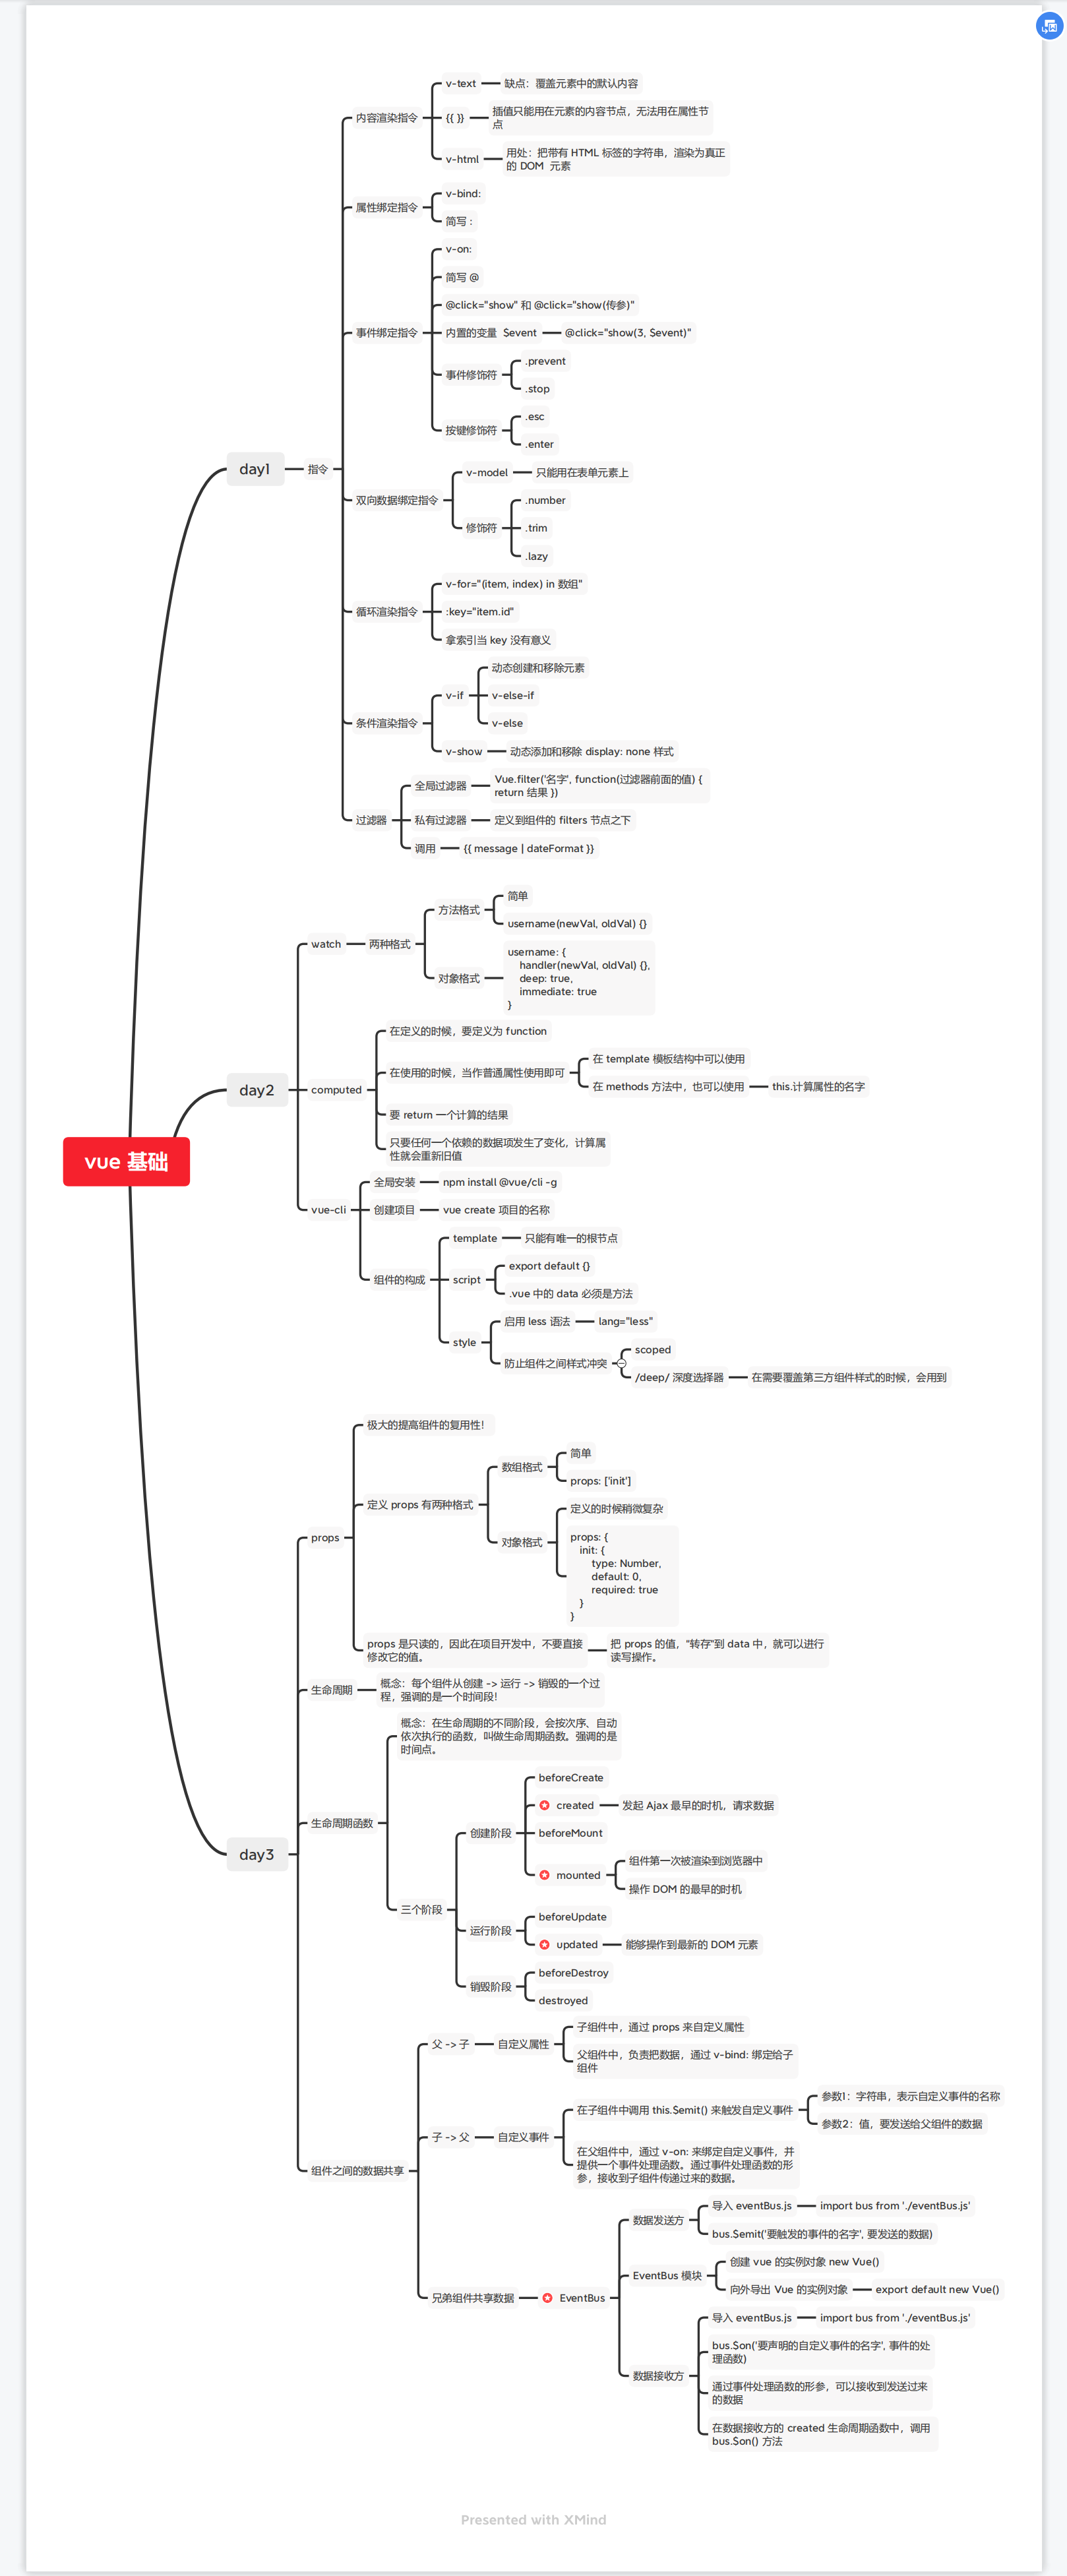 vue 基础
day1
指令
内容渲染指令
v-text
缺点：覆盖元素中的默认内容
{{ }}
插值只能用在元素的内容节点，无法用在属性节
点
v-html
用处：把带有 HTML 标签的字符串，渲染为真正
的 DOM 元素
属性绑定指令
v-bind:
简写 :
事件绑定指令
v-on:
简写 @
@click="show" 和 @click="show(传参)"
内置的变量 $event
@click="show(3, $event)"
事件修饰符
.prevent
.stop
按键修饰符
.esc
.enter
双向数据绑定指令
v-model
只能用在表单元素上
修饰符
.number
.trim
.lazy
循环渲染指令
v-for="(item, index) in 数组"
:key="item.id"
拿索引当 key 没有意义
条件渲染指令
v-if
动态创建和移除元素
v-else-if
v-else
v-show
动态添加和移除 display: none 样式
过滤器
全局过滤器
Vue.filter('名字', function(过滤器前面的值) {
return 结果 })
私有过滤器
定义到组件的 filters 节点之下
调用
{{ message | dateFormat }}
day2
watch
两种格式
方法格式
简单
username(newVal, oldVal) {}
对象格式
username: {
handler(newVal, oldVal) {},
deep: true,
immediate: true
}
computed
在定义的时候，要定义为 function
在使用的时候，当作普通属性使用即可
在 template 模板结构中可以使用
在 methods 方法中，也可以使用
this.计算属性的名字
要 return 一个计算的结果
只要任何一个依赖的数据项发生了变化，计算属
性就会重新旧值
vue-cli
全局安装
npm install @vue/cli -g
创建项目
vue create 项目的名称
组件的构成
template
只能有唯一的根节点
script
export default {}
.vue 中的 data 必须是方法
style
启用 less 语法
lang="less"
防止组件之间样式冲突
scoped
/deep/ 深度选择器
在需要覆盖第三方组件样式的时候，会用到
day3
props
极大的提高组件的复用性！
定义 props 有两种格式
数组格式
简单
props: ['init']
对象格式
定义的时候稍微复杂
props: {
init: {
type: Number,
default: 0,
required: true
}
}
props 是只读的，因此在项目开发中，不要直接
修改它的值。
把 props 的值，"转存"到 data 中，就可以进行
读写操作。
生命周期
概念：每个组件从创建 -> 运行 -> 销毁的一个过
程，强调的是一个时间段！
生命周期函数
概念：在生命周期的不同阶段，会按次序、自动
依次执行的函数，叫做生命周期函数。强调的是
时间点。
三个阶段
创建阶段
beforeCreate
created
发起 Ajax 最早的时机，请求数据
beforeMount
mounted
组件第一次被渲染到浏览器中
操作 DOM 的最早的时机
运行阶段
beforeUpdate
updated
能够操作到最新的 DOM 元素
销毁阶段
beforeDestroy
destroyed
组件之间的数据共享
父 -> 子
自定义属性
子组件中，通过 props 来自定义属性
父组件中，负责把数据，通过 v-bind: 绑定给子
组件
子 -> 父
自定义事件
在子组件中调用 this.$emit() 来触发自定义事件
参数1：字符串，表示自定义事件的名称
参数2：值，要发送给父组件的数据
在父组件中，通过 v-on: 来绑定自定义事件，并
提供一个事件处理函数。通过事件处理函数的形
参，接收到子组件传递过来的数据。
兄弟组件共享数据
EventBus
数据发送方
导入 eventBus.js
import bus from './eventBus.js'
bus.$emit('要触发的事件的名字', 要发送的数据)
EventBus 模块
创建 vue 的实例对象 new Vue()
向外导出 Vue 的实例对象
export default new Vue()
数据接收方
导入 eventBus.js
import bus from './eventBus.js'
bus.$on('要声明的自定义事件的名字', 事件的处
理函数)
通过事件处理函数的形参，可以接收到发送过来
的数据
在数据接收方的 created 生命周期函数中，调用
bus.$on() 方法
Presented with XMind